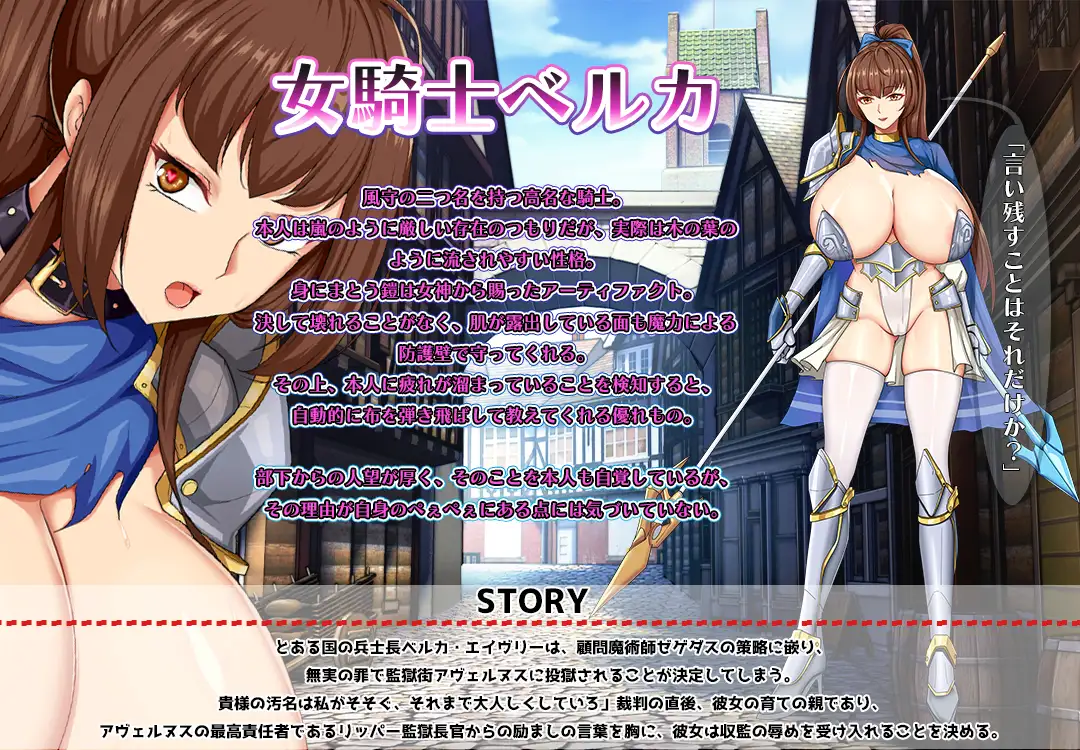 女騎士ベルカ
風守の二つ名を持つ高名な騎士。
本人は嵐のように厳しい存在のつもりだが、実際は木の葉の
ように流されやすい性格。
身にまとう鎧は女神から賜ったアーティファクト。
決して壊れることがなく、肌が露出している面も魔力による
防護壁で守ってくれる。
その上、本人に疲れが溜まっていることを検知すると、
自動的に布を弾き飛ばして教えてくれる優れもの。
部下からの人望が厚く、そのことを本人も自覚しているが、
その理由が自身のぺぇぺぇにある点には気づいていない。
「言い残すことはそれだけか?」
STORY
とある国の兵士長ベルカ・エイヴリーは、顧問魔術師ゼゲダスの策略に嵌り、
無実の罪で監獄街アヴェルヌスに投獄されることが決定してしまう。
貴様の汚名は私がそそぐ、それまで大人しくしていろ」裁判の直後、彼女の育ての親であり、
アヴェルヌスの最高責任者であるリッパー監獄長官からの励ましの言葉を胸に、彼女は収監の辱めを受け入れることを決める。